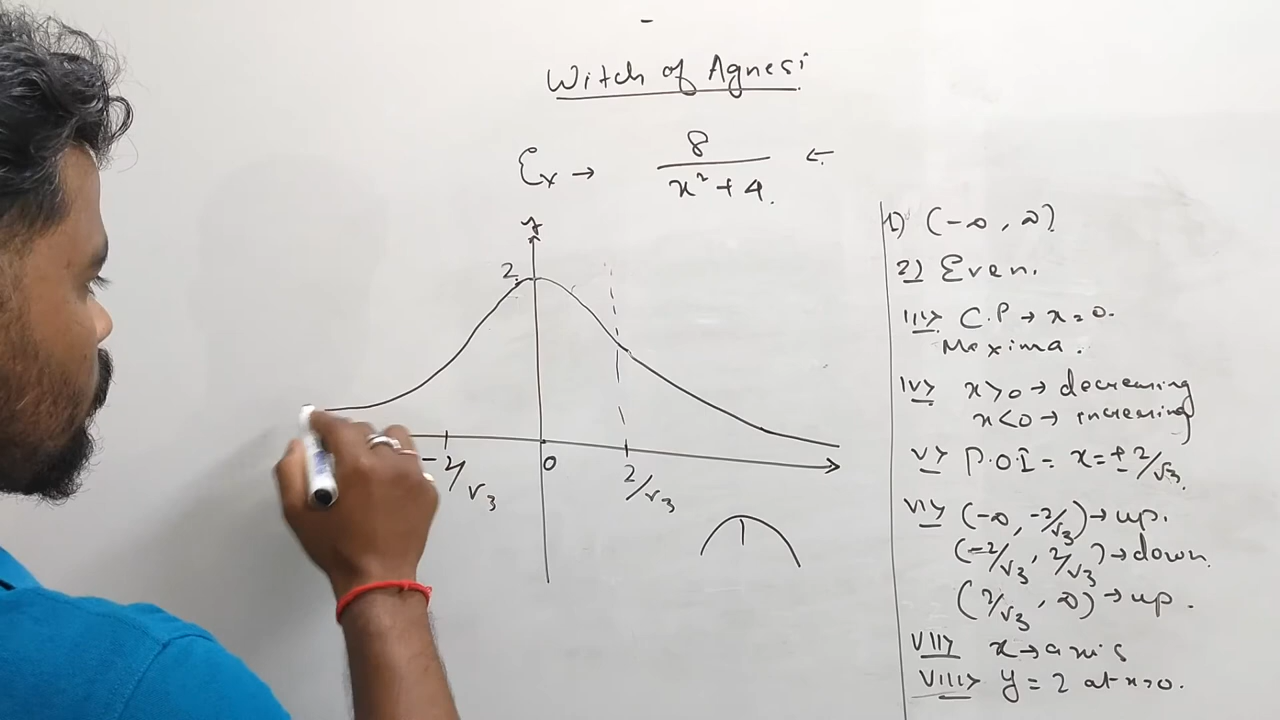 Witch of Agnesi
Ex → 8 / x² + 4 ←
y
2
-2/√3
0
2/√3
1) (-∞, ∞)
2) Even.
III> C.P → x = 0.
Mexima.
IV> x>0 → decreasing
x<0 → increasing
V> P.OI = x = ± 2/√3.
VI> (-∞, -2/√3) → up.
(-2/√3, 2/√3) → down.
(2/√3, ∞) → up.
VII> x → axis
VIII> y = 2 at x=0.